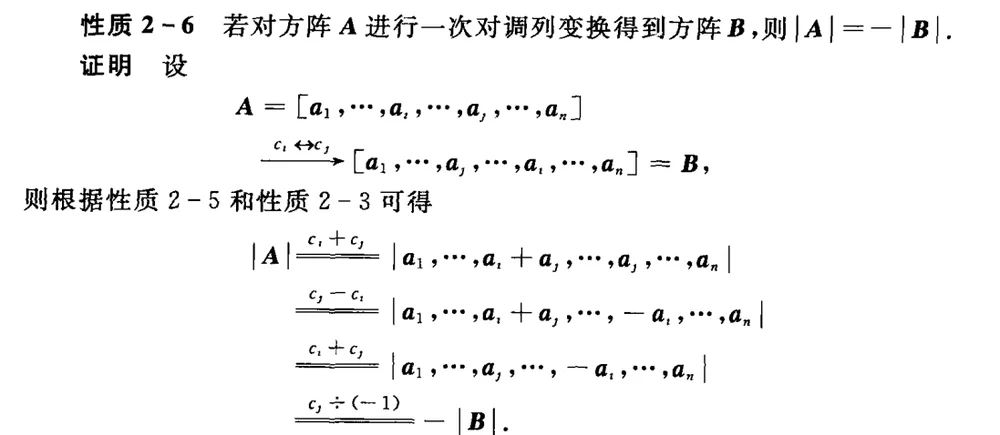 性质 2-6 若对方阵 A 进行一次对调列变换得到方阵 B,则|A|=-|B|.
证明 设
A = [a₁,⋯,aᵢ,⋯,aⱼ,⋯,aₙ]
cᵢ↔cⱼ → [a₁,⋯,aⱼ,⋯,aᵢ,⋯,aₙ] = B,
则根据性质 2-5 和性质 2-3 可得
|A| cᵢ+cⱼ = |a₁,⋯,aᵢ+aⱼ,⋯,aⱼ,⋯,aₙ|
cⱼ-cᵢ = |a₁,⋯,aᵢ+aⱼ,⋯,-aᵢ,⋯,aₙ|
cᵢ+cⱼ = |a₁,⋯,aⱼ,⋯,-aᵢ,⋯,aₙ|
cⱼ÷(-1) = -|B|.